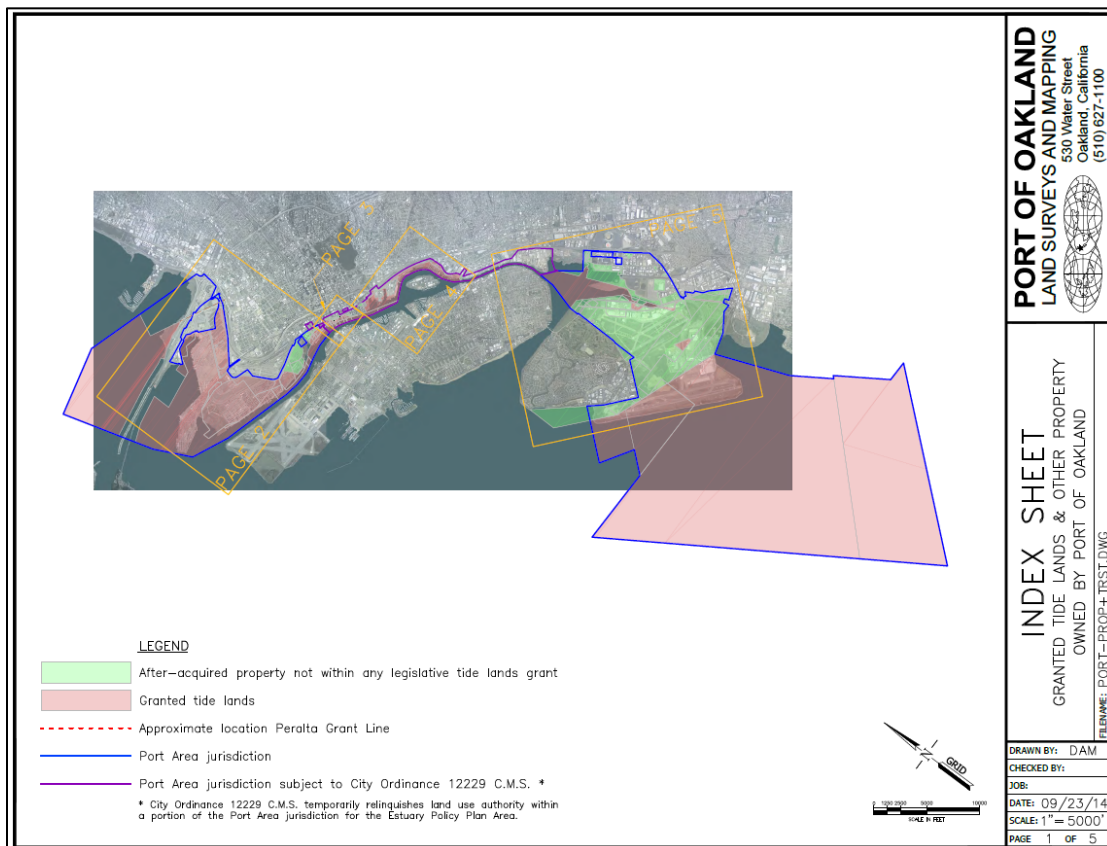 PAGE 3
PAGE 5
PAGE 4
PAGE 2
LEGEND
After-acquired property not within any legislative tide lands grant
Granted tide lands
Approximate location Peralta Grant Line
Port Area jurisdiction
Port Area jurisdiction subject to City Ordinance 12229 C.M.S. *
* City Ordinance 12229 C.M.S. temporarily relinquishes land use authority within
a portion of the Port Area jurisdiction for the Estuary Policy Plan Area.
N
GRID
0 1250 2500 5000 10000
SCALE IN FEET
PORT OF OAKLAND
LAND SURVEYS AND MAPPING
530 Water Street
Oakland, California
(510) 627-1100
INDEX SHEET
GRANTED TIDE LANDS & OTHER PROPERTY
OWNED BY PORT OF OAKLAND
FILENAME: PORT-PROP+TRST.DWG
DRAWN BY: DAM
CHECKED BY:
JOB:
DATE: 09/23/14
SCALE: 1"=5000'
PAGE 1 OF 5